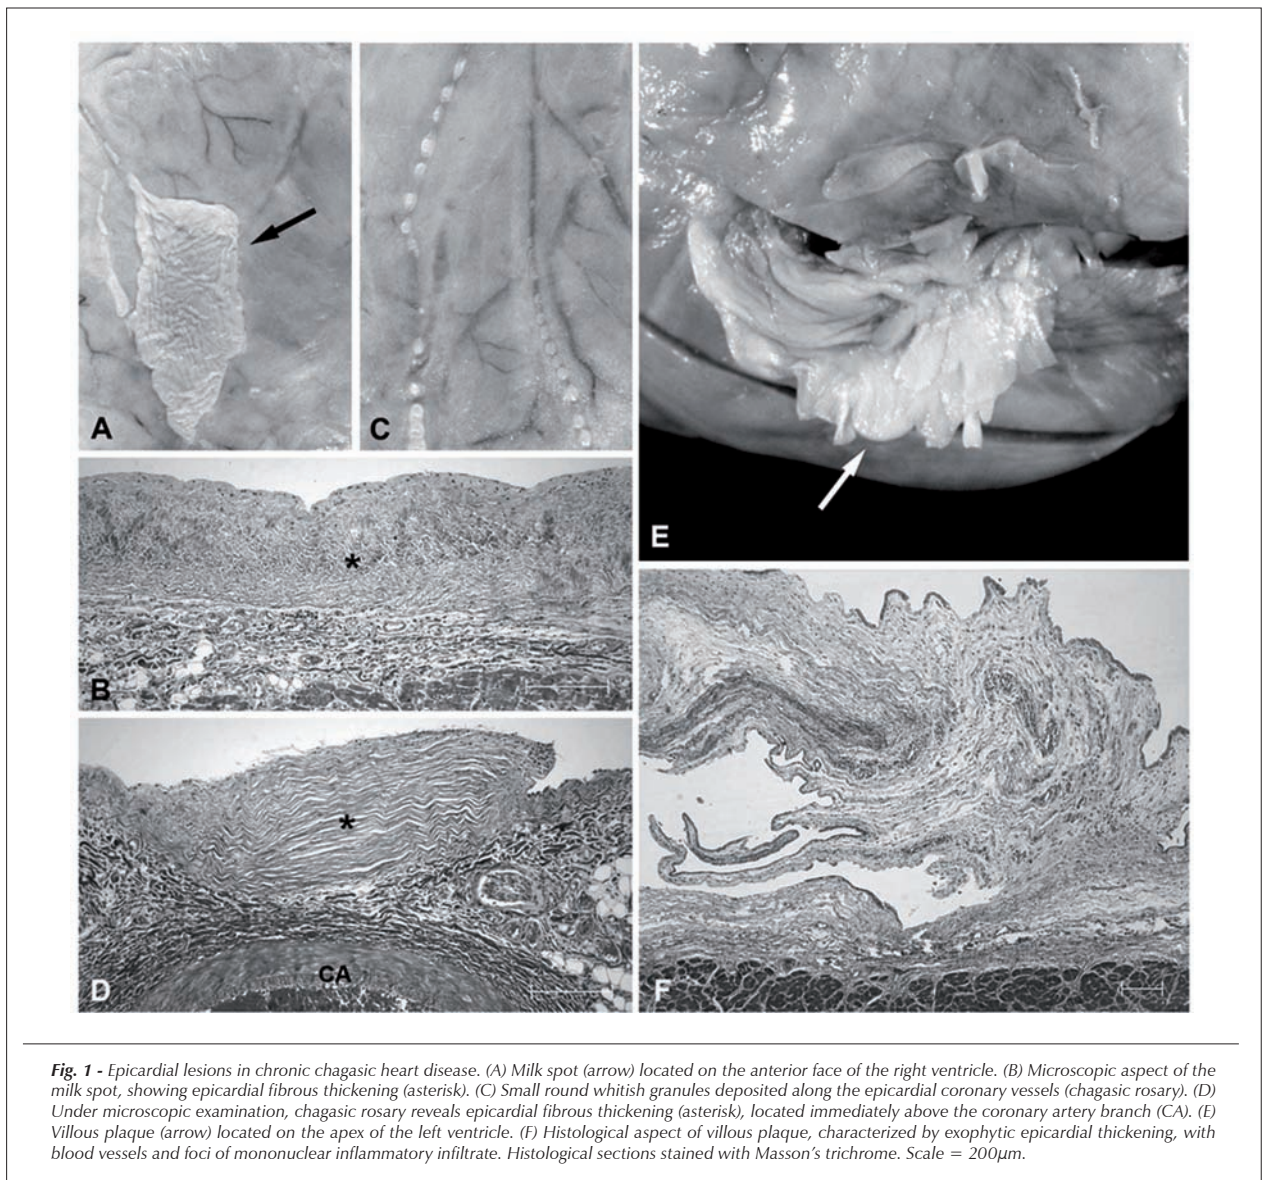 A
C
E
*
B
*
CA
D
F
Fig. 1 - Epicardial lesions in chronic chagasic heart disease. (A) Milk spot (arrow) located on the anterior face of the right ventricle. (B) Microscopic aspect of the
milk spot, showing epicardial fibrous thickening (asterisk). (C) Small round whitish granules deposited along the epicardial coronary vessels (chagasic rosary). (D)
Under microscopic examination, chagasic rosary reveals epicardial fibrous thickening (asterisk), located immediately above the coronary artery branch (CA). (E)
Villous plaque (arrow) located on the apex of the left ventricle. (F) Histological aspect of villous plaque, characterized by exophytic epicardial thickening, with
blood vessels and foci of mononuclear inflammatory infiltrate. Histological sections stained with Masson's trichrome. Scale = 200μm.